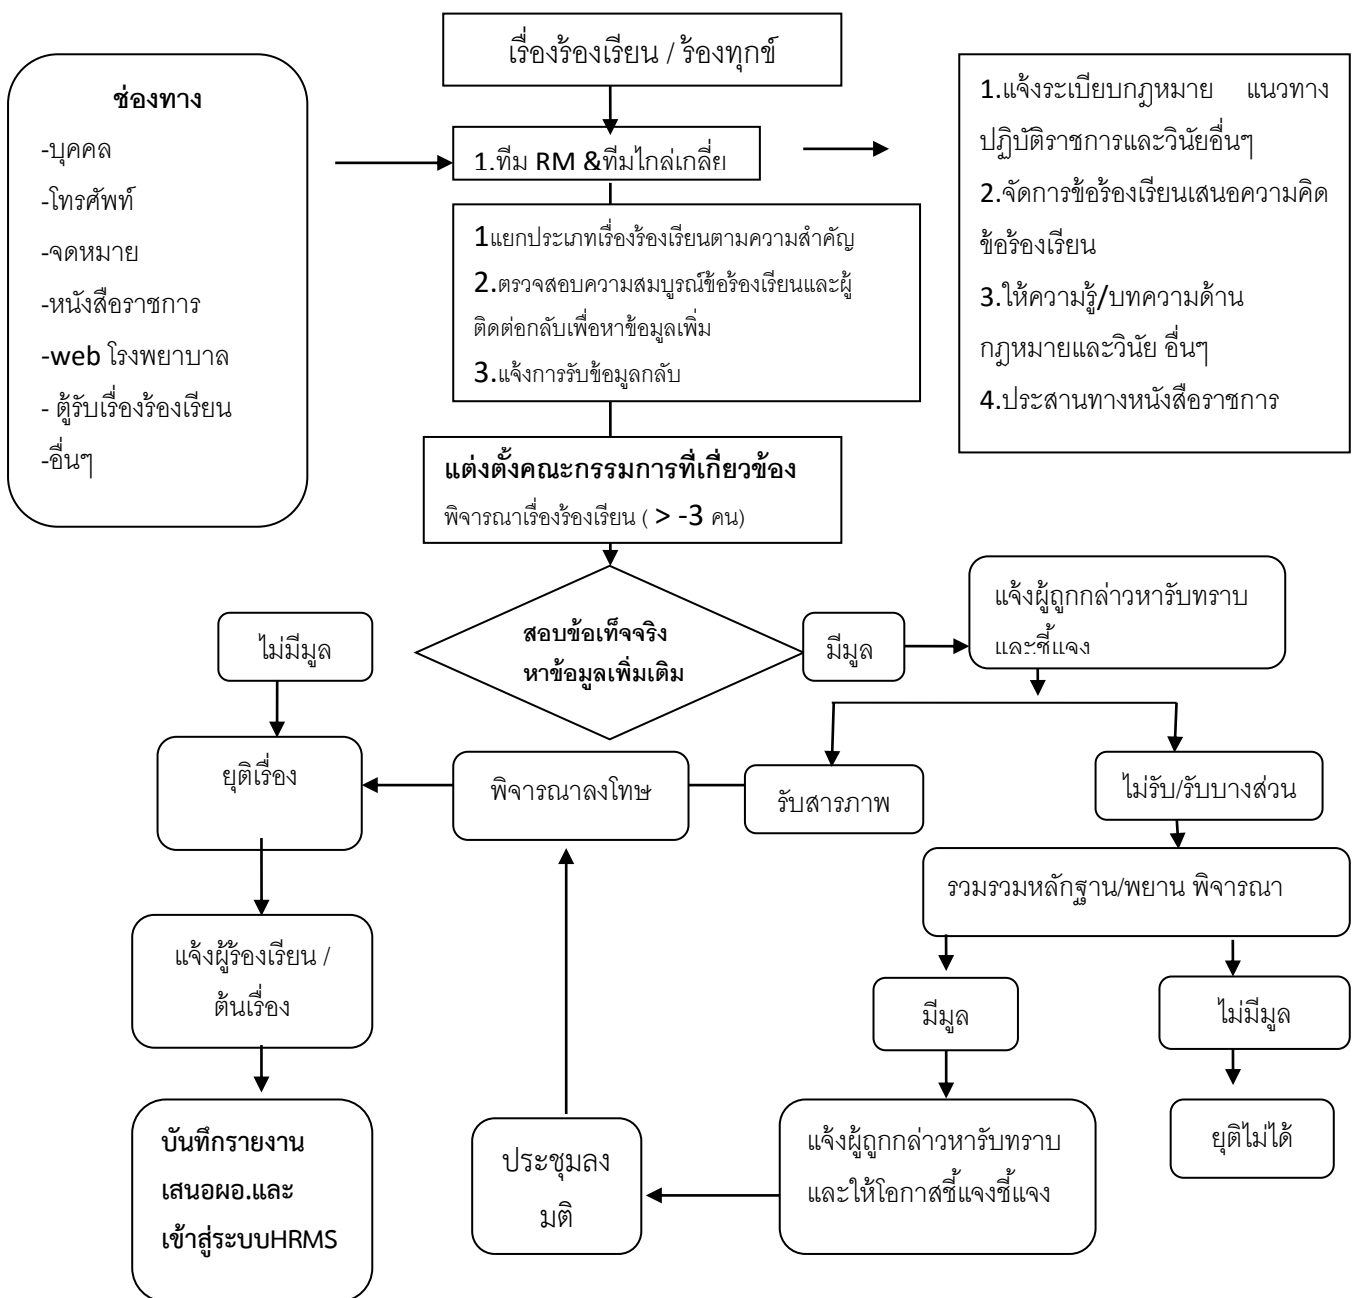 เรื่องร้องเรียน / ร้องทุกข์
ช่องทาง
-บุคคล
-โทรศัพท์
-จดหมาย
-หนังสือราชการ
-web โรงพยาบาล
- ตู้รับเรื่องร้องเรียน
-อื่นๆ
1.ทีม RM &ทีมไกล่เกลี่ย
1.แจ้งระเบียบกฎหมาย แนวทาง
ปฏิบัติราชการและวินัยอื่นๆ
2.จัดการข้อร้องเรียนเสนอความคิด
ข้อร้องเรียน
3.ให้ความรู้/บทความด้าน
กฎหมายและวินัย อื่นๆ
4.ประสานทางหนังสือราชการ
1แยกประเภทเรื่องร้องเรียนตามความสำคัญ
2.ตรวจสอบความสมบูรณ์ข้อร้องเรียนและผู้
ติดต่อกลับเพื่อหาข้อมูลเพิ่ม
3.แจ้งการรับข้อมูลกลับ
แต่งตั้งคณะกรรมการที่เกี่ยวข้อง
พิจารณาเรื่องร้องเรียน ( > -3 คน)
สอบข้อเท็จจริง
หาข้อมูลเพิ่มเติม
ไม่มีมูล
มีมูล
แจ้งผู้ถูกกล่าวหารับทราบ
และชี้แจง
ยุติเรื่อง
พิจารณาลงโทษ
รับสารภาพ
ไม่รับ/รับบางส่วน
รวมรวมหลักฐาน/พยาน พิจารณา
แจ้งผู้ร้องเรียน /
ต้นเรื่อง
มีมูล
ไม่มีมูล
บันทึกรายงาน
เสนอผอ.และ
เข้าสู่ระบบHRMS
ประชุมลง
มติ
แจ้งผู้ถูกกล่าวหารับทราบ
และให้โอกาสชี้แจงชี้แจง
ยุติไม่ได้